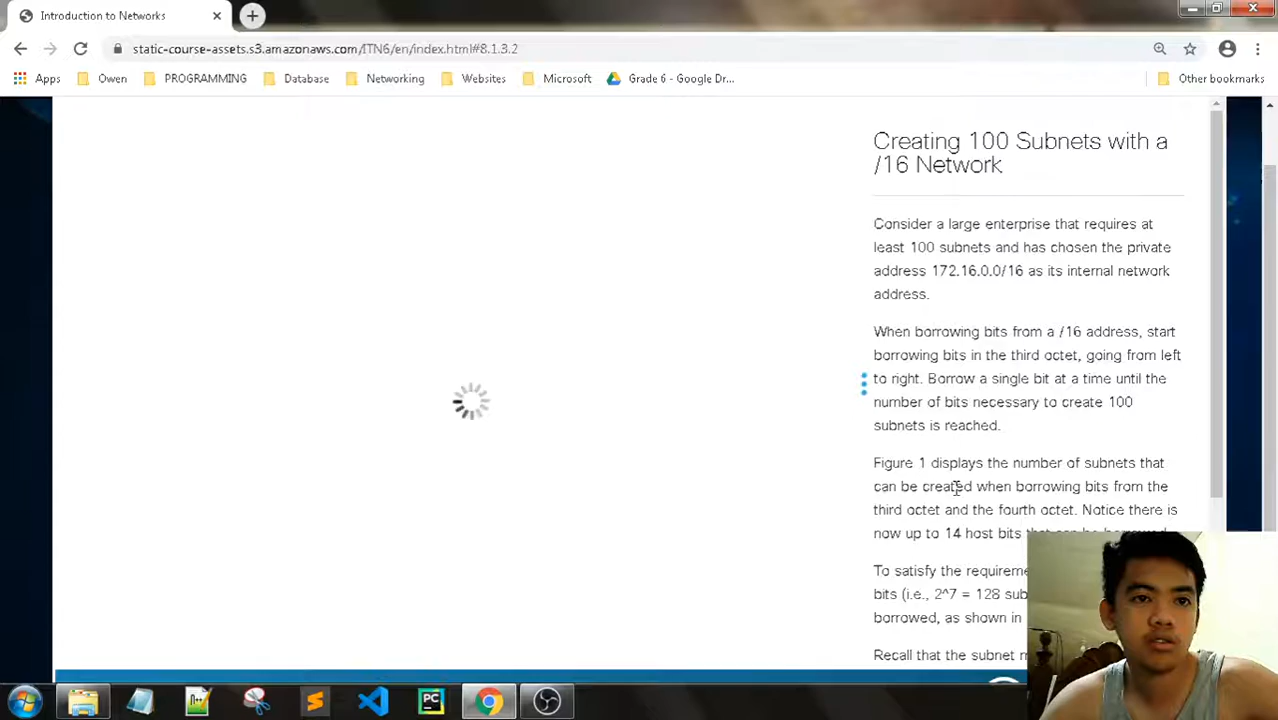 Introduction to Networks
static-course-assets.s3.amazonaws.com/ITN6/en/index.html#8.1.3.2
Apps Owen PROGRAMMING Database Networking Websites Microsoft Grade 6 - Google Dr... Other bookmarks
Creating 100 Subnets with a
/16 Network
Consider a large enterprise that requires at
least 100 subnets and has chosen the private
address 172.16.0.0/16 as its internal network
address.
When borrowing bits from a /16 address, start
borrowing bits in the third octet, going from left
to right. Borrow a single bit at a time until the
number of bits necessary to create 100
subnets is reached.
Figure 1 displays the number of subnets that
can be created when borrowing bits from the
third octet and the fourth octet. Notice there is
now up to 14 host bits that can be borrowed.
To satisfy the
bits (i.e., 2^7 = 128
borrowed, as shown in
Recall that the subnet
PC